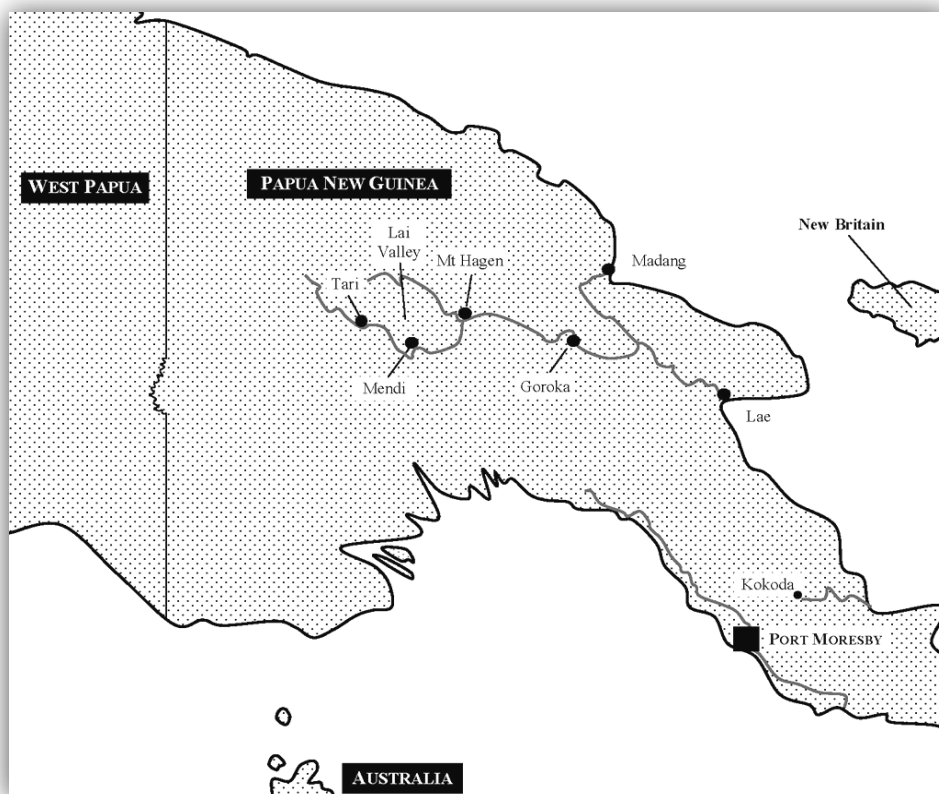 WEST PAPUA
PAPUA NEW GUINEA
New Britain
Lai
Valley
Mt Hagen
Madang
Tari
Mendi
Goroka
Lae
Kokoda
PORT MORESBY
AUSTRALIA